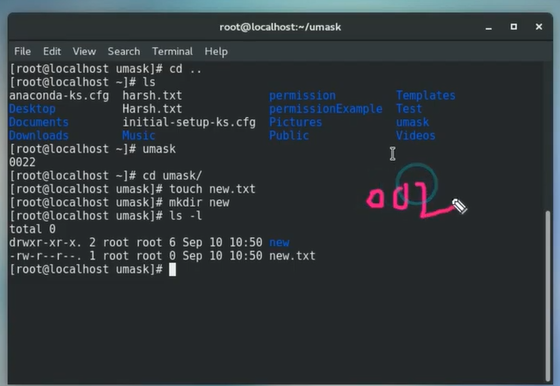 root@localhost:~/umask
File Edit View Search Terminal Help
[root@localhost umask]# cd ..
[root@localhost ~]# ls
anaconda-ks.cfg harsh.txt permission Templates
Desktop Harsh.txt permissionExample Test
Documents initial-setup-ks.cfg Pictures umask
Downloads Music Public Videos
[root@localhost ~]# umask
0022
[root@localhost ~]# cd umask/
[root@localhost umask]# touch new.txt
[root@localhost umask]# mkdir new
002
[root@localhost umask]# ls -l
total 0
drwxr-xr-x. 2 root root 6 Sep 10 10:50 new
-rw-r--r--. 1 root root 0 Sep 10 10:50 new.txt
[root@localhost umask]#